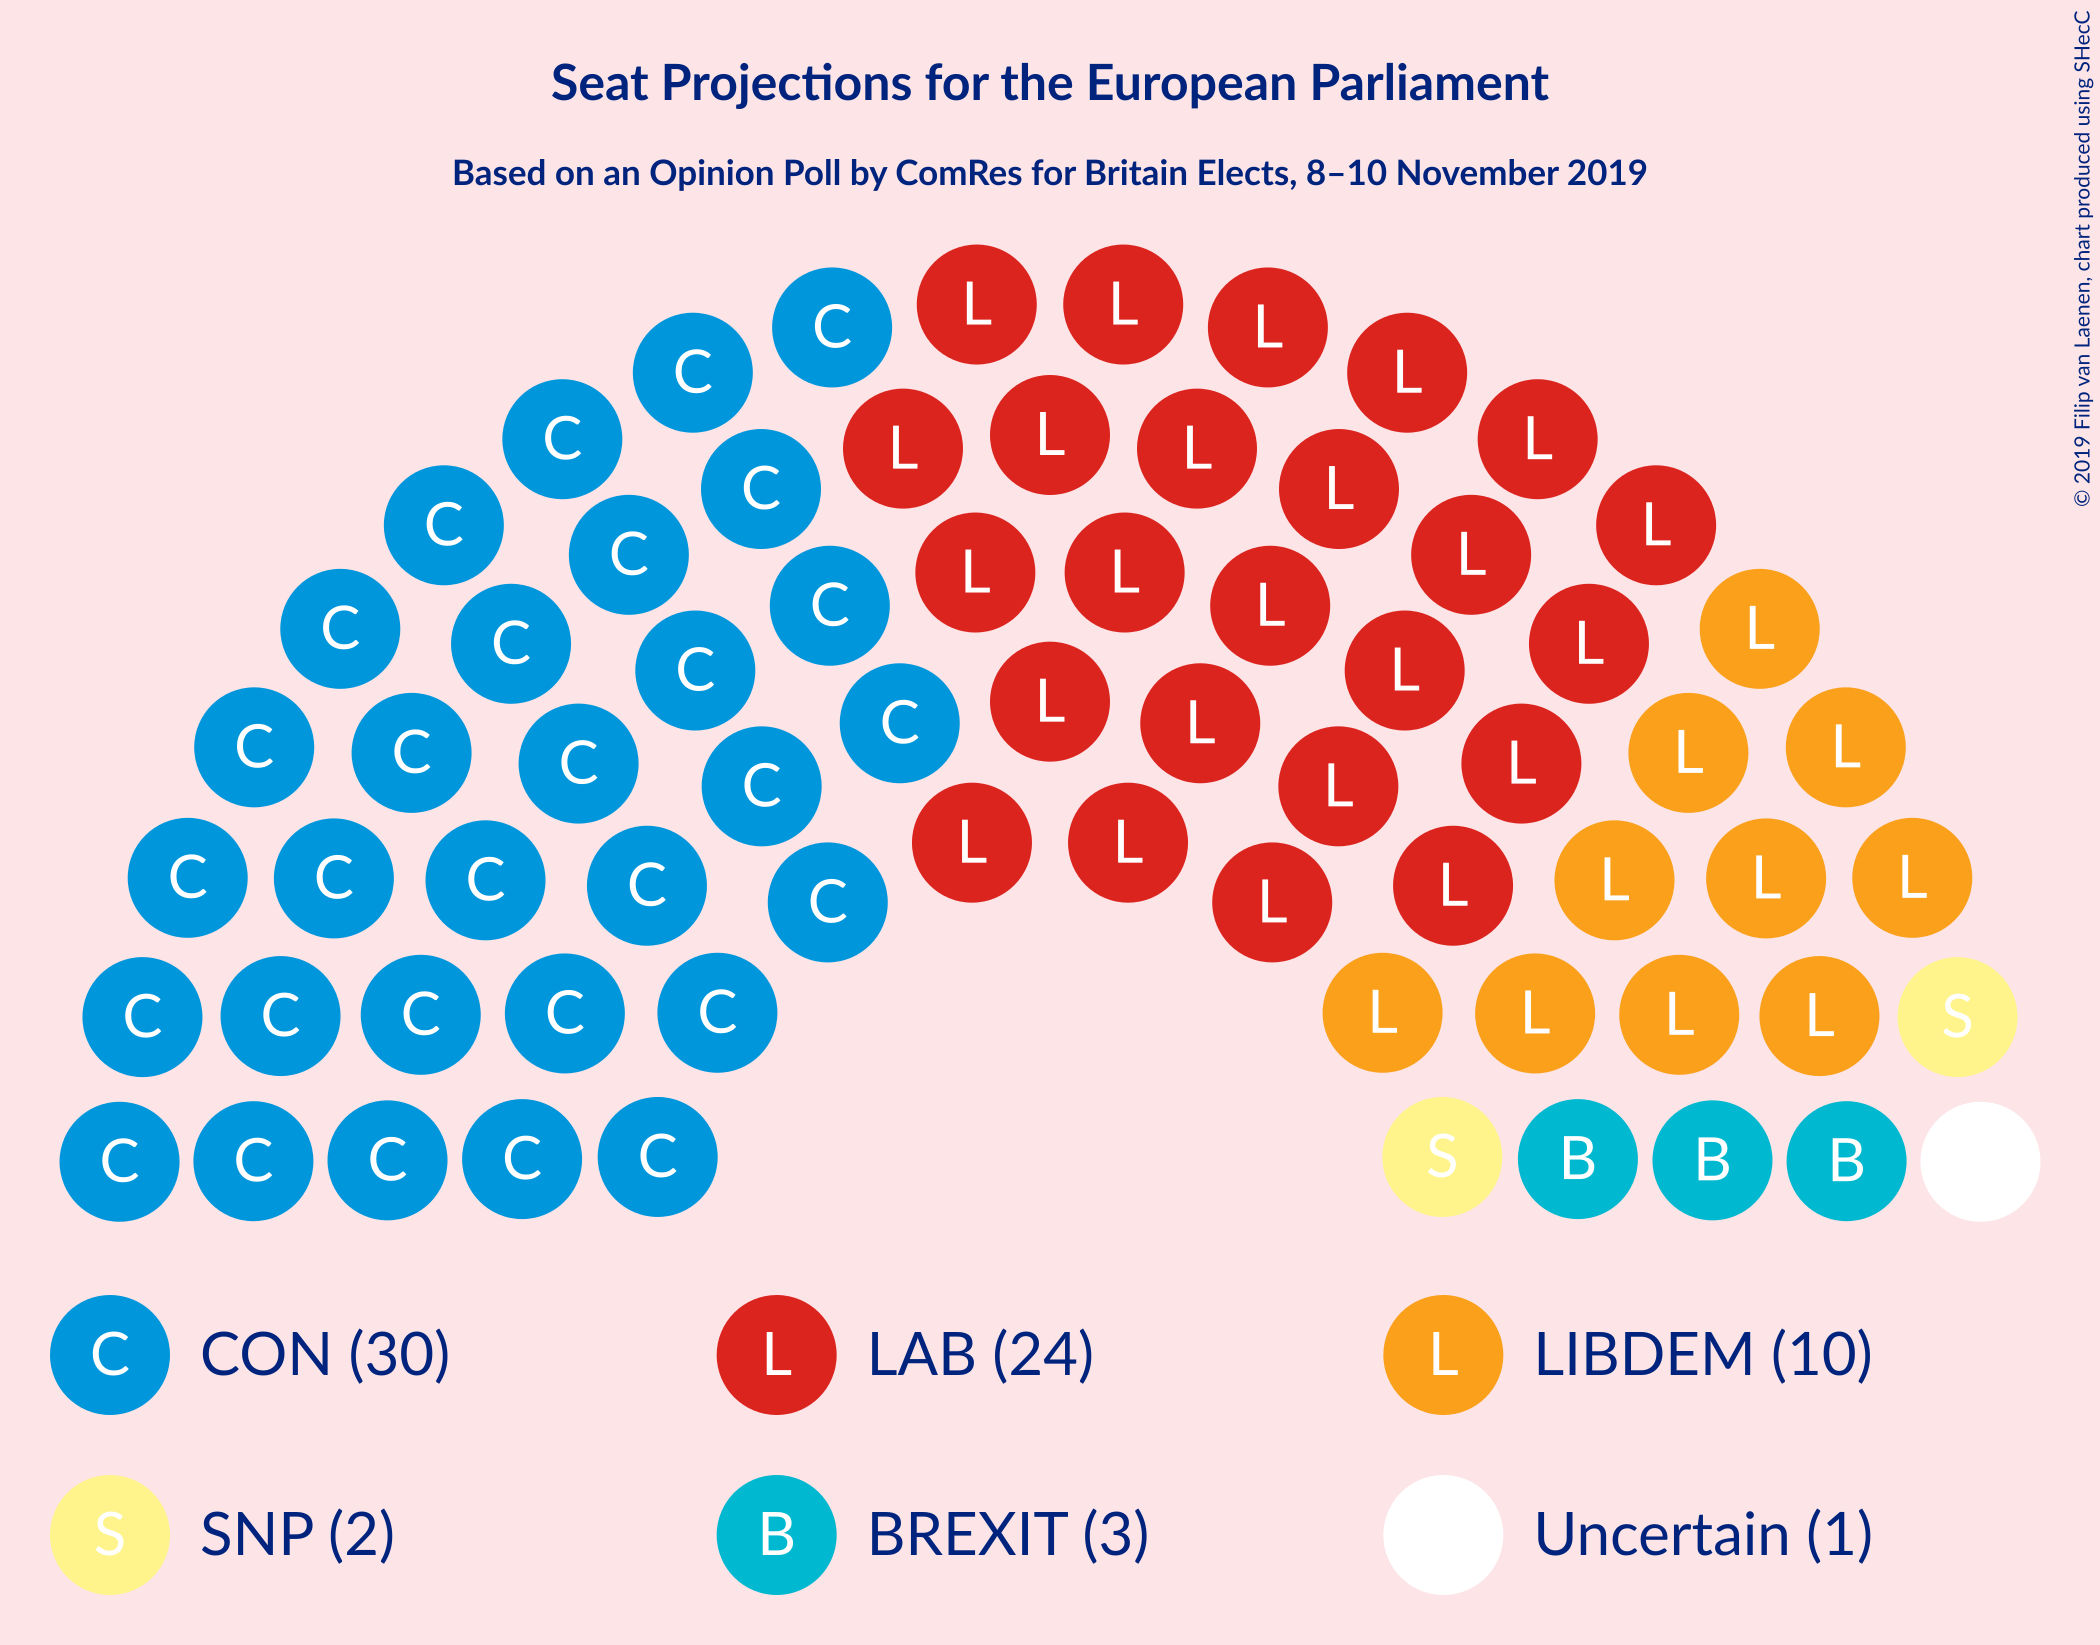 Seat Projections for the European Parliament
Based on an Opinion Poll by ComRes for Britain Elects, 8–10 November 2019
© 2019 Filip van Laenen, chart produced using SHecC
L L
C L
C L
C L
L
L L
C L
C L
L L
C L
C L
C L
C L
C L
C L
L
C L
C L
C L
C L
C L
C L
C L
L L
C C L L
C C L L
C L
C L
C C L L
C C L L
C S
B
C S
C B
C C B
C
C CON (30) L LAB (24) L LIBDEM (10)
S SNP (2) B BREXIT (3) Uncertain (1)